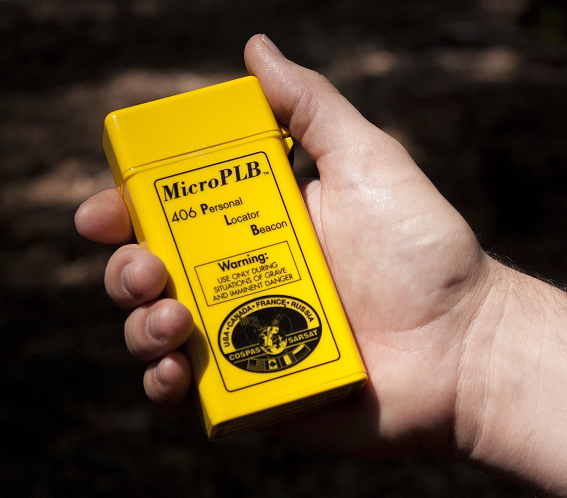 MicroPLB™
406 Personal
Locator
Beacon
Warning:
USE ONLY DURING
SITUATIONS OF GRAVE
AND IMMINENT DANGER
USA•CANADA•FRANCE•RUSSIA
COSPAS SARSAT